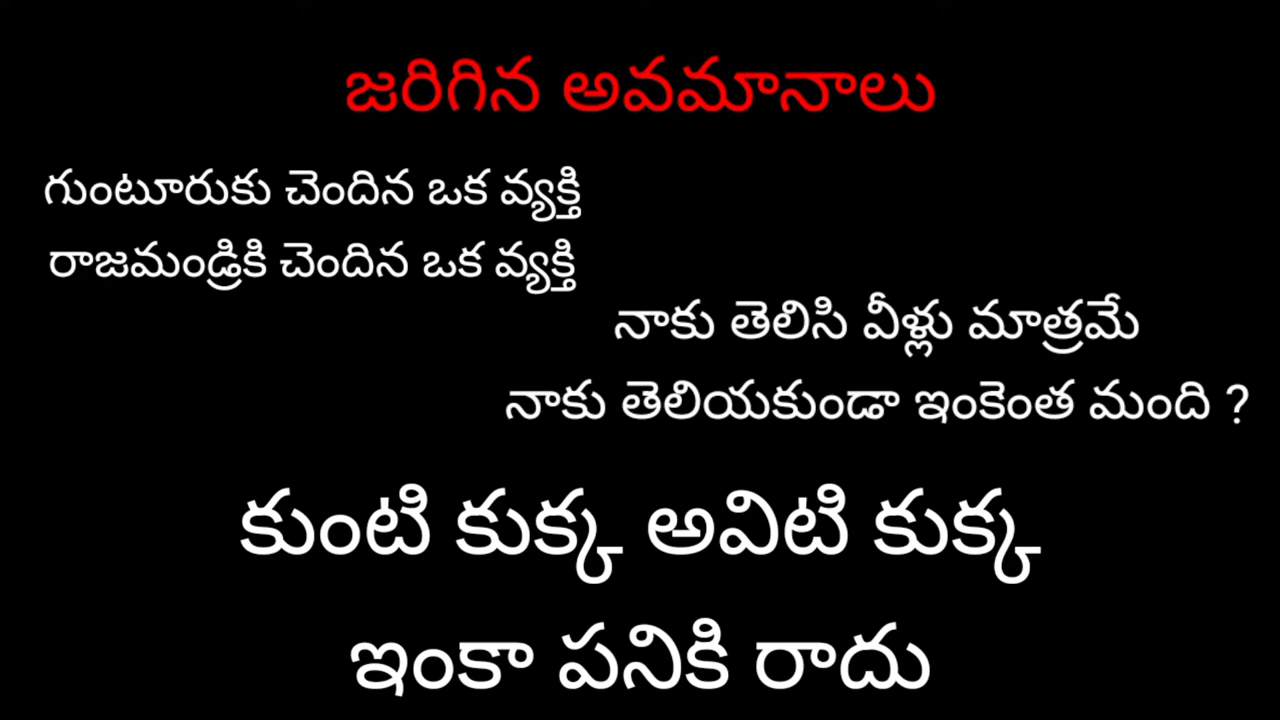 జరిగిన అవమానాలు
గుంటూరుకు చెందిన ఒక వ్యక్తి
రాజమండ్రికి చెందిన ఒక వ్యక్తి
నాకు తెలిసి వీళ్లు మాత్రమే
నాకు తెలియకుండా ఇంకెంత మంది ?
కుంటి కుక్క అవిటి కుక్క
ఇంకా పనికి రాదు